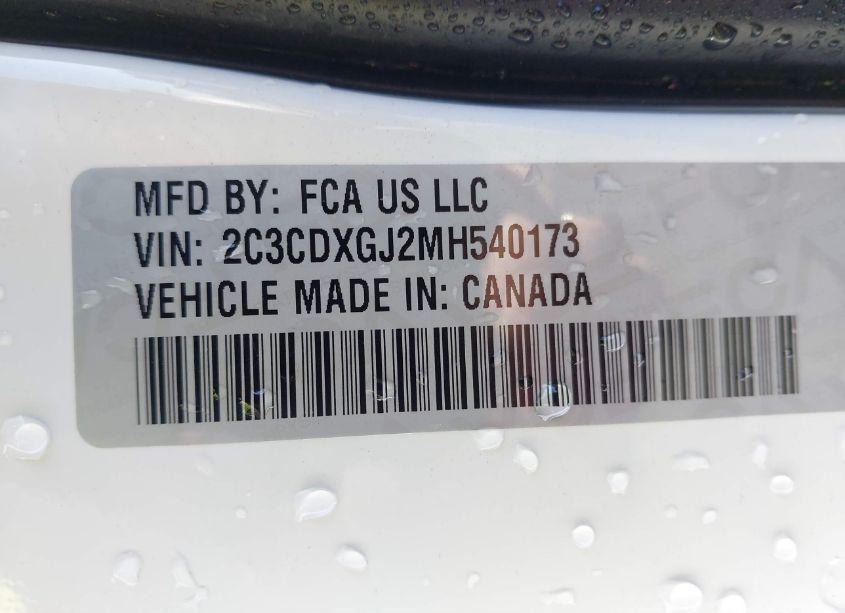 MFD BY: FCA US LLC
VIN: 2C3CDXGJ2MH540173
VEHICLE MADE IN: CANADA